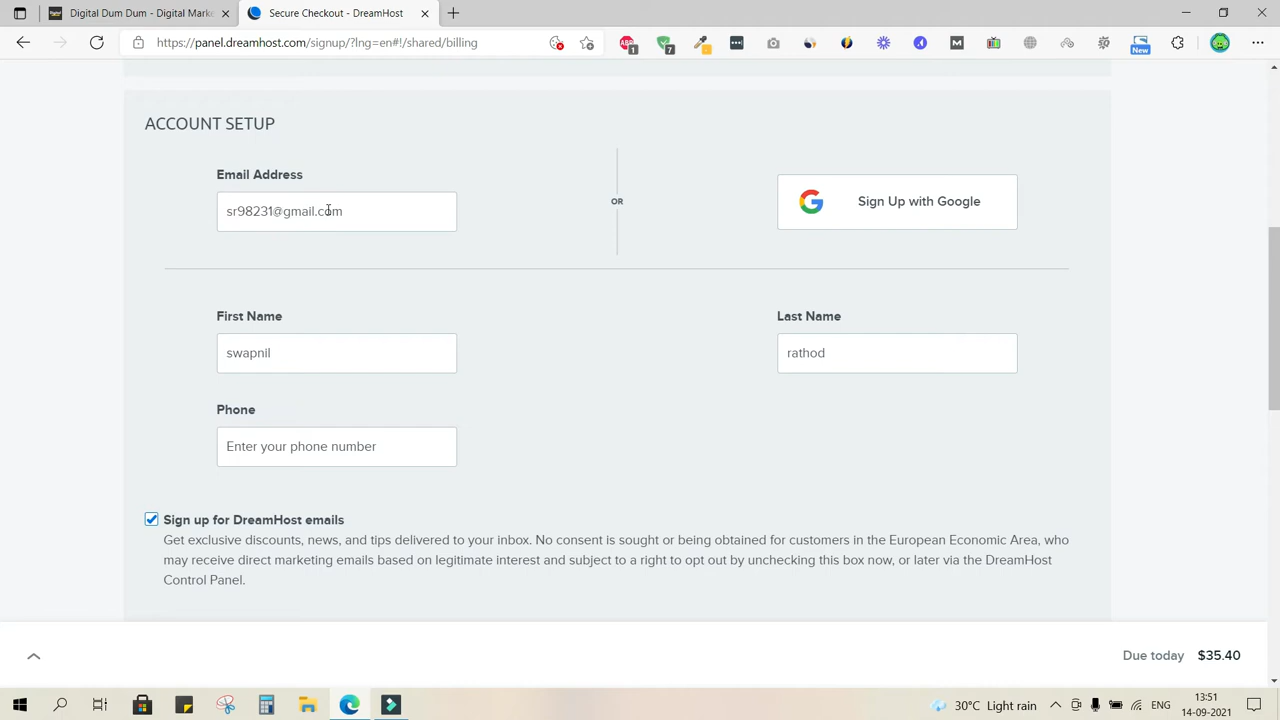 Digital Dum Dum - Digital Mark
Secure Checkout - DreamHost
https://panel.dreamhost.com/signup/?lng=en#!/shared/billing
1
7
New
ACCOUNT SETUP
Email Address
sr98231@gmail.com
OR
Sign Up with Google
First Name
swapnil
Last Name
rathod
Phone
Enter your phone number
Sign up for DreamHost emails
Get exclusive discounts, news, and tips delivered to your inbox. No consent is sought or being obtained for customers in the European Economic Area, who
may receive direct marketing emails based on legitimate interest and subject to a right to opt out by unchecking this box now, or later via the DreamHost
Control Panel.
Due today $35.40
30°C Light rain
ENG
13:51
14-09-2021